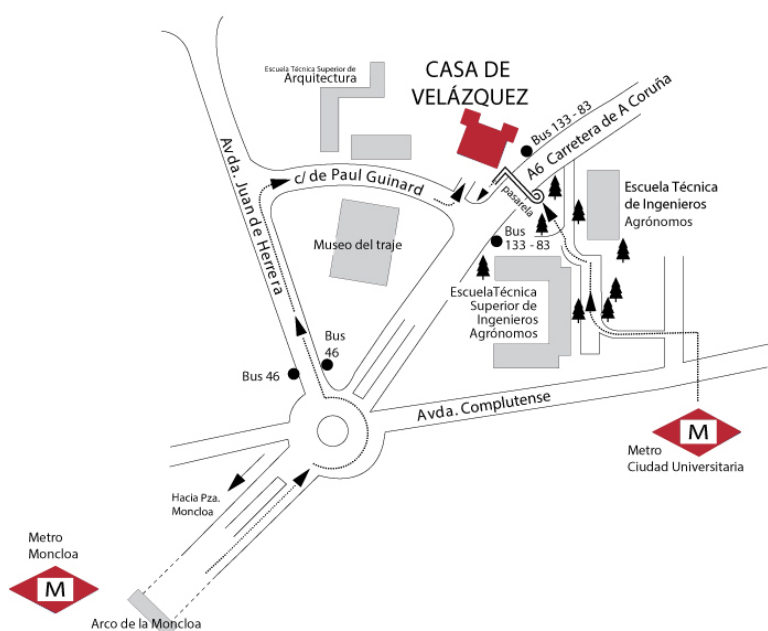 Escuela Técnica Superior de
Arquitectura
CASA DE
VELÁZQUEZ
Bus 133 - 83
A6 Carretera de A Coruña
Avda. Juan de Herrera
c/ de Paul Guinard
pasarela
Escuela Técnica
de Ingenieros
Agrónomos
Museo del traje
Bus
133 - 83
EscuelaTécnica
Superior de
Ingenieros
Agrónomos
Bus
46
Bus 46
Avda. Complutense
M
Metro
Ciudad Universitaria
Hacia Pza.
Moncloa
Metro
Moncloa
M
Arco de la Moncloa